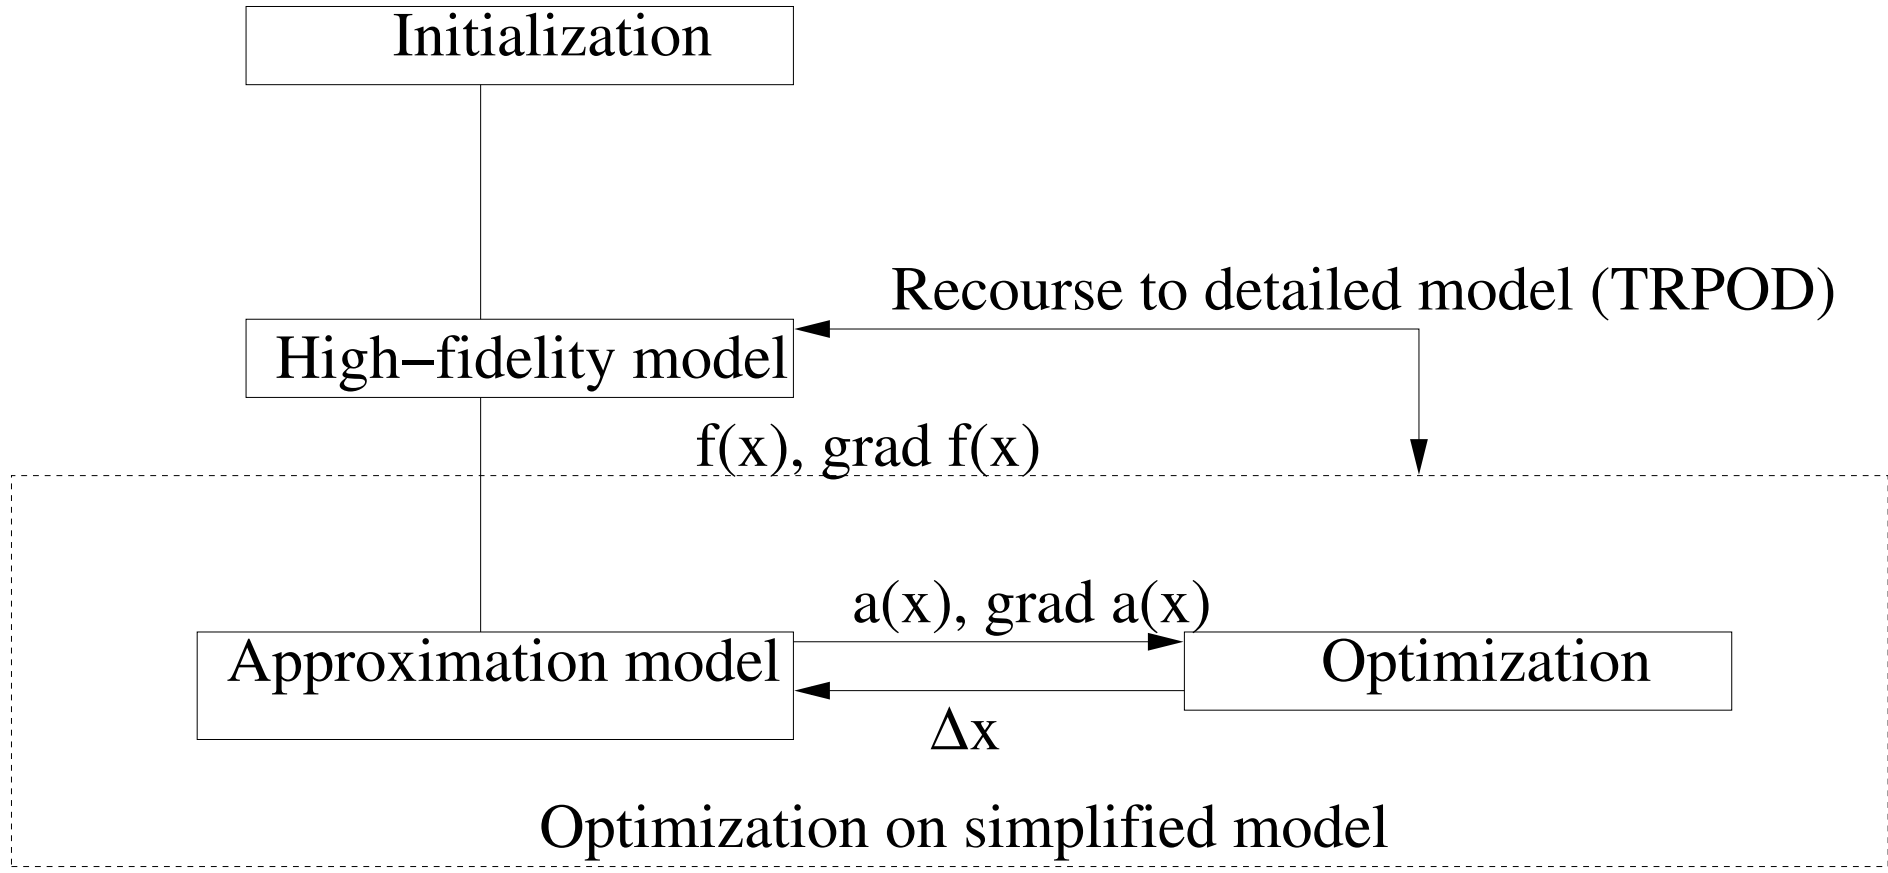 Initialization
Recourse to detailed model (TRPOD)
High−fidelity model
f(x), grad f(x)
a(x), grad a(x)
Approximation model
Optimization
Δx
Optimization on simplified model